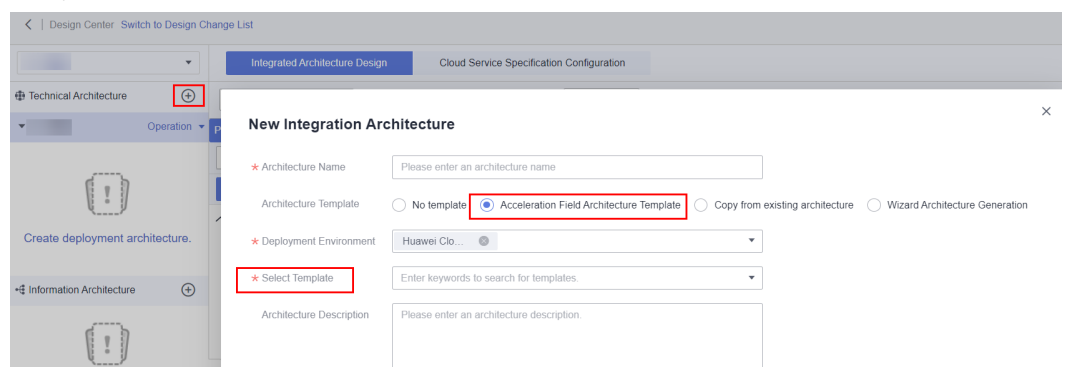 Design Center Switch to Design Change List
Integrated Architecture Design
Cloud Service Specification Configuration
Technical Architecture
Operation
Create deployment architecture.
Information Architecture
New Integration Architecture
* Architecture Name
Please enter an architecture name
Architecture Template
No template
Acceleration Field Architecture Template
Copy from existing architecture
Wizard Architecture Generation
* Deployment Environment
Huawei Clo...
* Select Template
Enter keywords to search for templates.
Architecture Description
Please enter an architecture description.